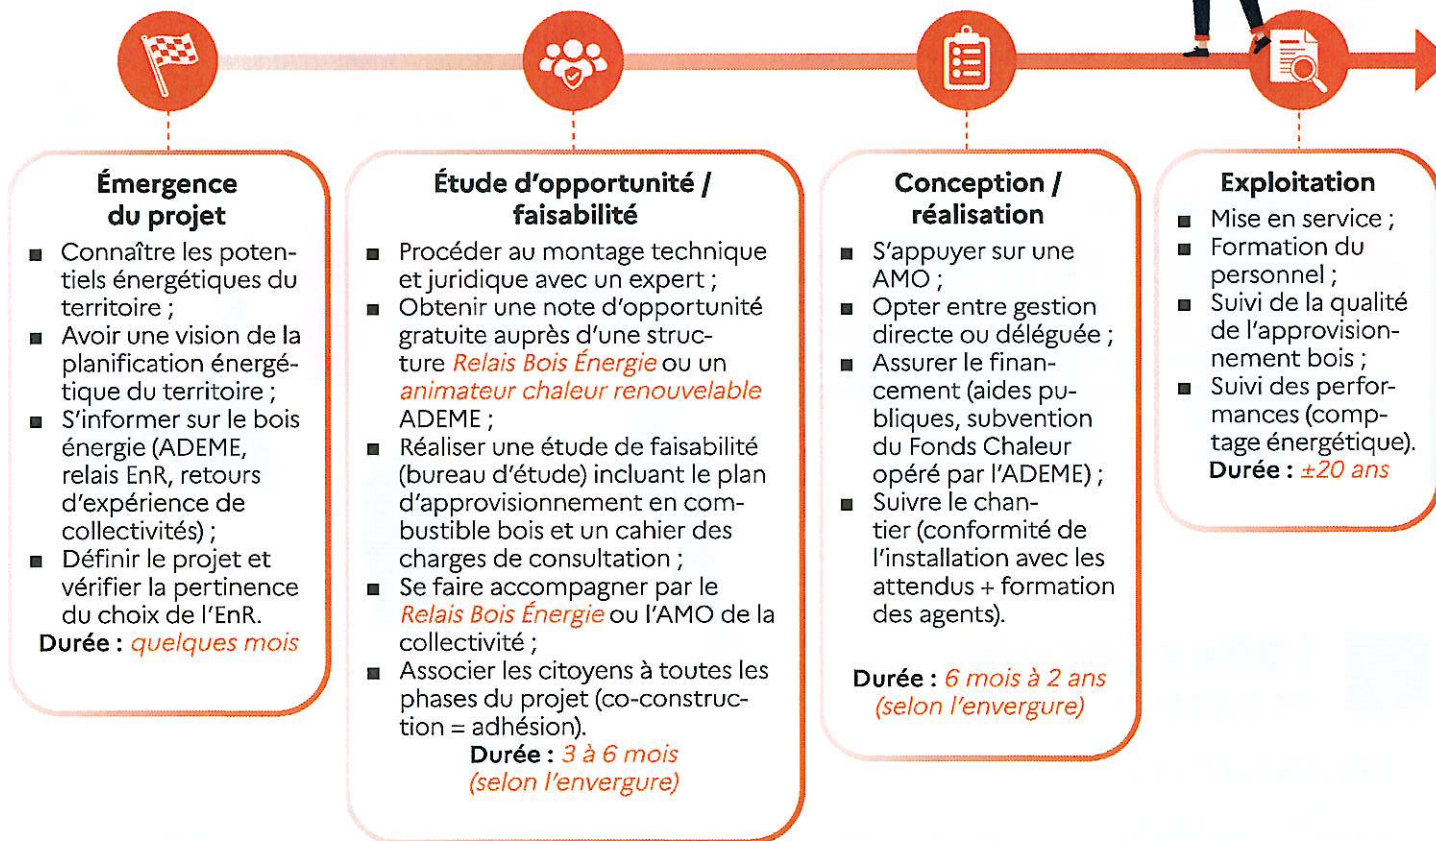 Émergence
du projet
■ Connaître les poten-
tiels énergétiques du
territoire ;
■ Avoir une vision de la
planification énergé-
tique du territoire ;
■ S'informer sur le bois
énergie (ADEME,
relais EnR, retours
d'expérience de
collectivités) ;
■ Définir le projet et
vérifier la pertinence
du choix de l'EnR.
Durée : quelques mois
Étude d'opportunité /
faisabilité
■ Procéder au montage technique
et juridique avec un expert ;
■ Obtenir une note d'opportunité
gratuite auprès d'une struc-
ture Relais Bois Énergie ou un
animateur chaleur renouvelable
ADEME ;
■ Réaliser une étude de faisabilité
(bureau d'étude) incluant le plan
d'approvisionnement en com-
bustible bois et un cahier des
charges de consultation ;
■ Se faire accompagner par le
Relais Bois Énergie ou l'AMO de la
collectivité ;
■ Associer les citoyens à toutes les
phases du projet (co-construc-
tion = adhésion).
Durée : 3 à 6 mois
(selon l'envergure)
Conception /
réalisation
■ S'appuyer sur une
AMO ;
■ Opter entre gestion
directe ou déléguée ;
■ Assurer le finan-
cement (aides pu-
bliques, subvention
du Fonds Chaleur
opéré par l'ADEME) ;
■ Suivre le chan-
tier (conformité de
l'installation avec les
attendus + formation
des agents).
Durée : 6 mois à 2 ans
(selon l'envergure)
Exploitation
■ Mise en service ;
■ Formation du
personnel ;
■ Suivi de la qualité
de l'approvision-
nement bois ;
■ Suivi des perfor-
mances (comp-
tage énergétique).
Durée : ±20 ans